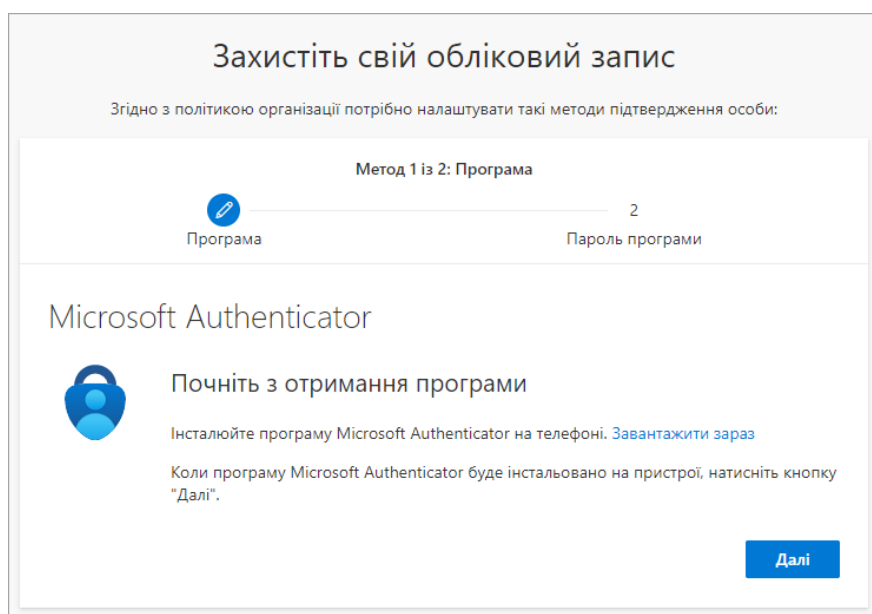 Захистіть свій обліковий запис
Згідно з політикою організації потрібно налаштувати такі методи підтвердження особи:
Метод 1 із 2: Програма
2
Програма
Пароль програми
Microsoft Authenticator
Почніть з отримання програми
Інсталюйте програму Microsoft Authenticator на телефоні. Завантажити зараз
Коли програму Microsoft Authenticator буде інстальовано на пристрої, натисніть кнопку
"Далі".
Далі